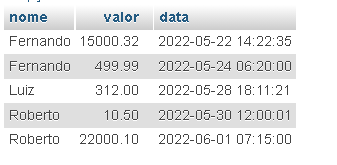 nome valor data
Fernando 15000.32 2022-05-22 14:22:35
Fernando 499.99 2022-05-24 06:20:00
Luiz 312.00 2022-05-28 18:11:21
Roberto 10.50 2022-05-30 12:00:01
Roberto 22000.10 2022-06-01 07:15:00